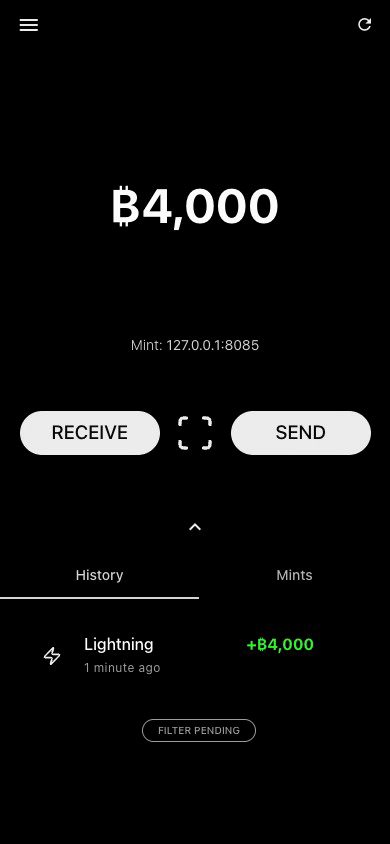 ₿4,000
Mint: 127.0.0.1:8085
RECEIVE
SEND
History
Mints
Lightning
+₿4,000
1 minute ago
FILTER PENDING